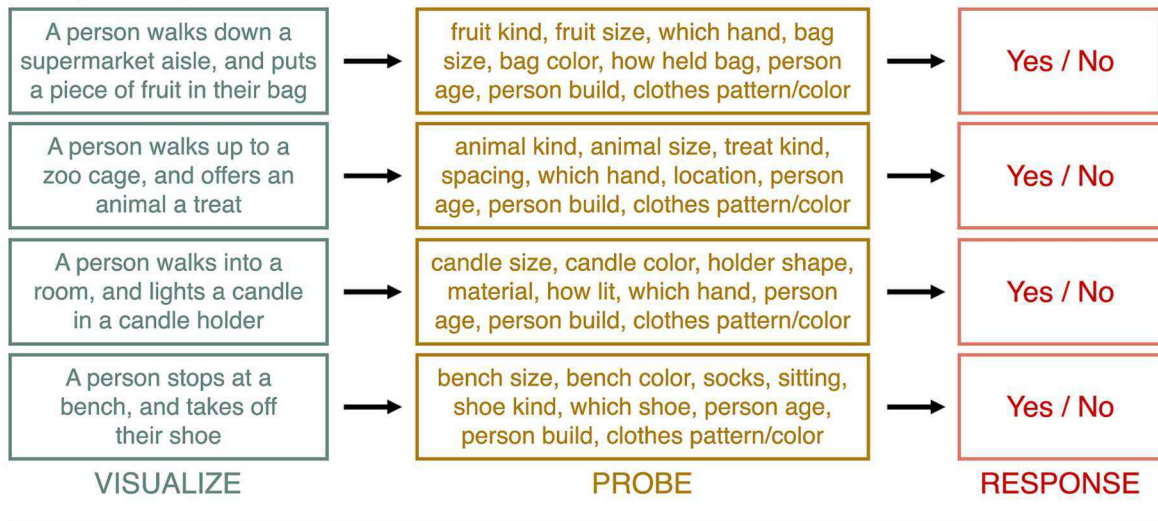 A person walks down a
supermarket aisle, and puts
a piece of fruit in their bag
fruit kind, fruit size, which hand, bag
size, bag color, how held bag, person
age, person build, clothes pattern/color
Yes / No
A person walks up to a
zoo cage, and offers an
animal a treat
animal kind, animal size, treat kind,
spacing, which hand, location, person
age, person build, clothes pattern/color
Yes / No
A person walks into a
room, and lights a candle
in a candle holder
candle size, candle color, holder shape,
material, how lit, which hand, person
age, person build, clothes pattern/color
Yes / No
A person stops at a
bench, and takes off
their shoe
bench size, bench color, socks, sitting,
shoe kind, which shoe, person age,
person build, clothes pattern/color
Yes / No
VISUALIZE
PROBE
RESPONSE